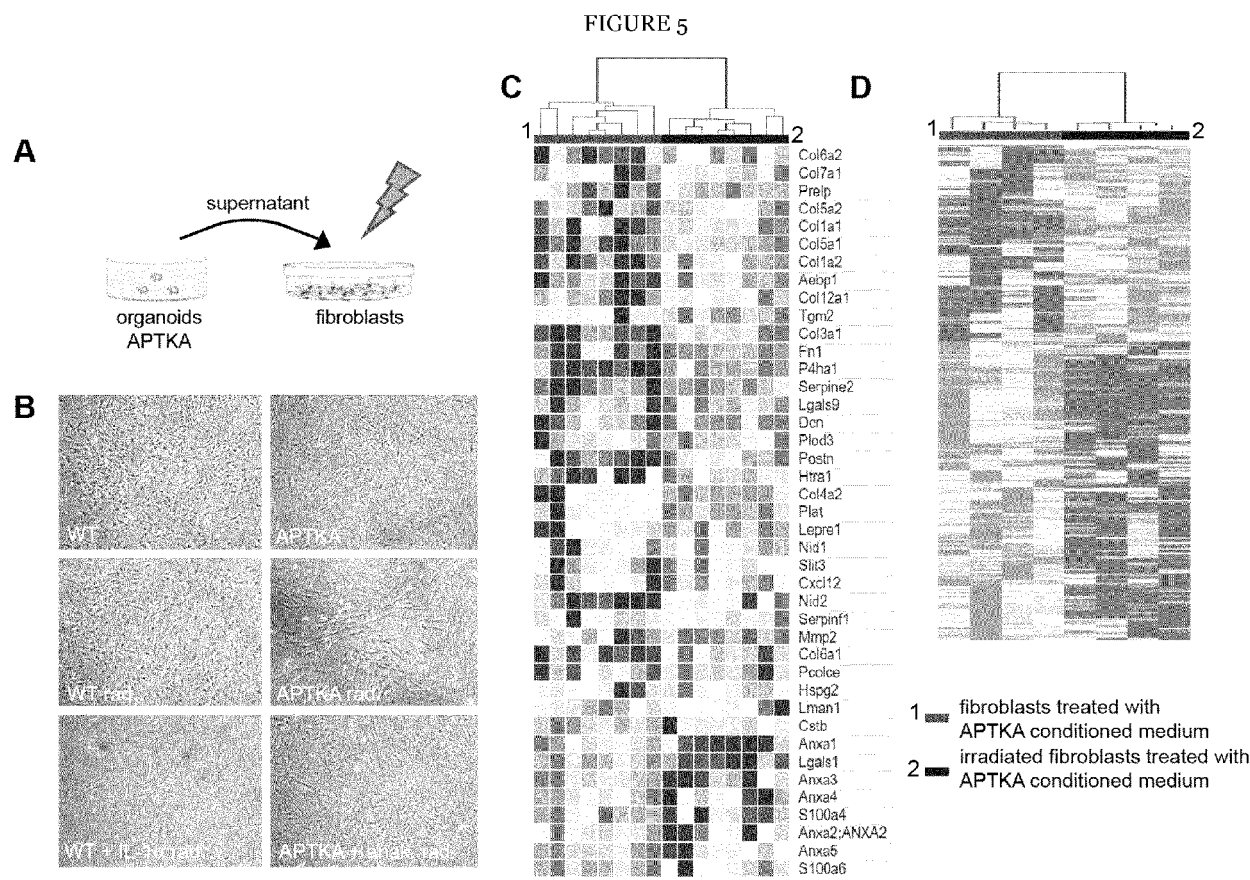 FIGURE 5
A
supernatant
organoids
APTKA
fibroblasts
B
WT
APTKA
WT rad
APTKA rad
APTKA
rad
C
1
2
Col6a2
Col7a1
Prelp
Col5a2
Col1a1
Col5a1
Col1a2
Aebp1
Col12a1
Tgm2
Col3a1
Fn1
P4ha1
Serpine2
Lgals9
Dcn
Plod3
Postn
Htra1
Col4a2
Plat
Lepre1
Nid1
Slit3
Cxcl12
Nid2
Serpinf1
Mmp2
Col6a1
Pcolce
Hspg2
Lman1
Cstb
Anxa1
Lgals1
Anxa3
Anxa4
S100a4
Anxa2;ANXA2
Anxa5
S100a6
D
1
2
1 fibroblasts treated with
APTKA conditioned medium
2 irradiated fibroblasts treated with
APTKA conditioned medium